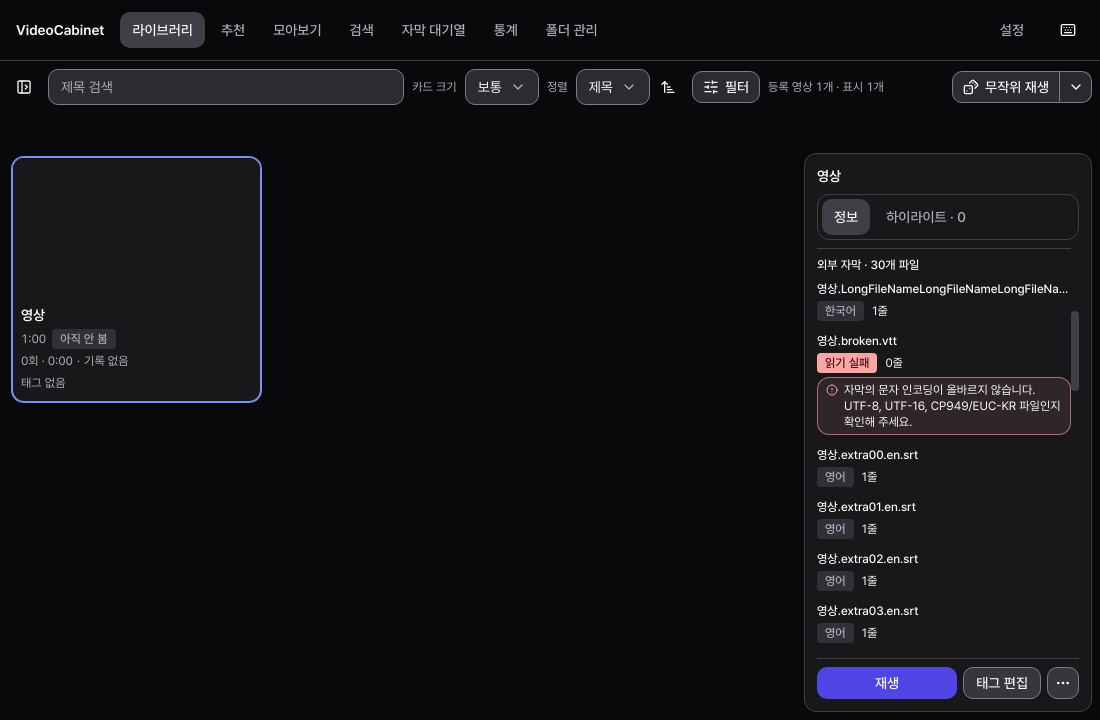 VideoCabinet 라이브러리 추천 모아보기 검색 자막 대기열 통계 폴더 관리 설정
제목 검색 카드 크기 보통 정렬 제목 필터 등록 영상 1개 · 표시 1개 무작위 재생
영상
1:00 아직 안 봄
0회 · 0:00 · 기록 없음
태그 없음
영상
정보 하이라이트 · 0
외부 자막 · 30개 파일
영상.LongFileNameLongFileNameLongFileNa...
한국어 1줄
영상.broken.vtt
읽기 실패 0줄
자막의 문자 인코딩이 올바르지 않습니다.
UTF-8, UTF-16, CP949/EUC-KR 파일인지
확인해 주세요.
영상.extra00.en.srt
영어 1줄
영상.extra01.en.srt
영어 1줄
영상.extra02.en.srt
영어 1줄
영상.extra03.en.srt
영어 1줄
재생 태그 편집